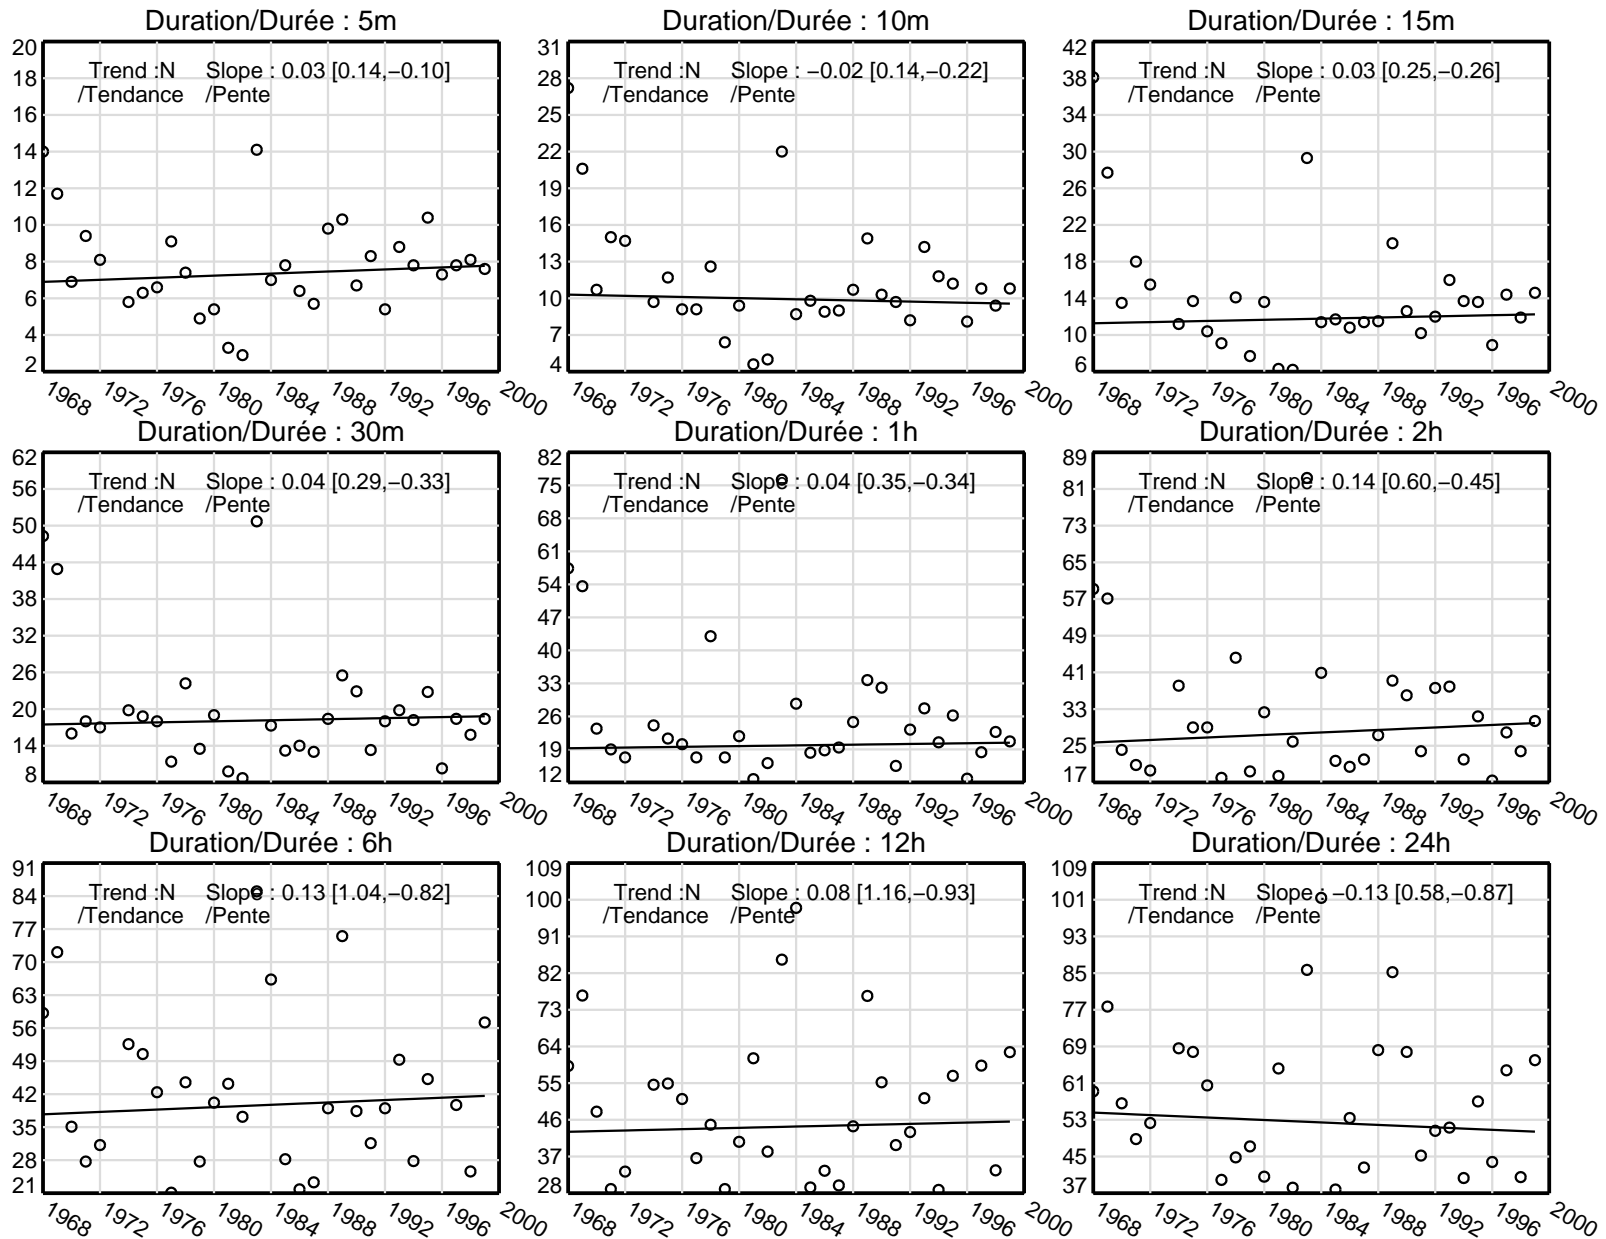 Duration/Durée : 5m
20
18
16
14
12
10
8
6
4
2
Trend :N Slope : 0.03 [0.14,−0.10]
/Tendance /Pente
1968 1972 1976 1980 1984 1988 1992 1996 2000
Duration/Durée : 10m
31
28
25
22
19
16
13
10
7
4
Trend :N Slope : −0.02 [0.14,−0.22]
/Tendance /Pente
1968 1972 1976 1980 1984 1988 1992 1996 2000
Duration/Durée : 15m
42
38
34
30
26
22
18
14
10
6
Trend :N Slope : 0.03 [0.25,−0.26]
/Tendance /Pente
1968 1972 1976 1980 1984 1988 1992 1996 2000
Duration/Durée : 30m
62
56
50
44
38
32
26
20
14
8
Trend :N Slope : 0.04 [0.29,−0.33]
/Tendance /Pente
1968 1972 1976 1980 1984 1988 1992 1996 2000
Duration/Durée : 1h
82
75
68
61
54
47
40
33
26
19
12
Trend :N Slope : 0.04 [0.35,−0.34]
/Tendance /Pente
1968 1972 1976 1980 1984 1988 1992 1996 2000
Duration/Durée : 2h
89
81
73
65
57
49
41
33
25
17
Trend :N Slope : 0.14 [0.60,−0.45]
/Tendance /Pente
1968 1972 1976 1980 1984 1988 1992 1996 2000
Duration/Durée : 6h
91
84
77
70
63
56
49
42
35
28
21
Trend :N Slope : 0.13 [1.04,−0.82]
/Tendance /Pente
1968 1972 1976 1980 1984 1988 1992 1996 2000
Duration/Durée : 12h
109
100
91
82
73
64
55
46
37
28
Trend :N Slope : 0.08 [1.16,−0.93]
/Tendance /Pente
1968 1972 1976 1980 1984 1988 1992 1996 2000
Duration/Durée : 24h
109
101
93
85
77
69
61
53
45
37
Trend :N Slope : −0.13 [0.58,−0.87]
/Tendance /Pente
1968 1972 1976 1980 1984 1988 1992 1996 2000